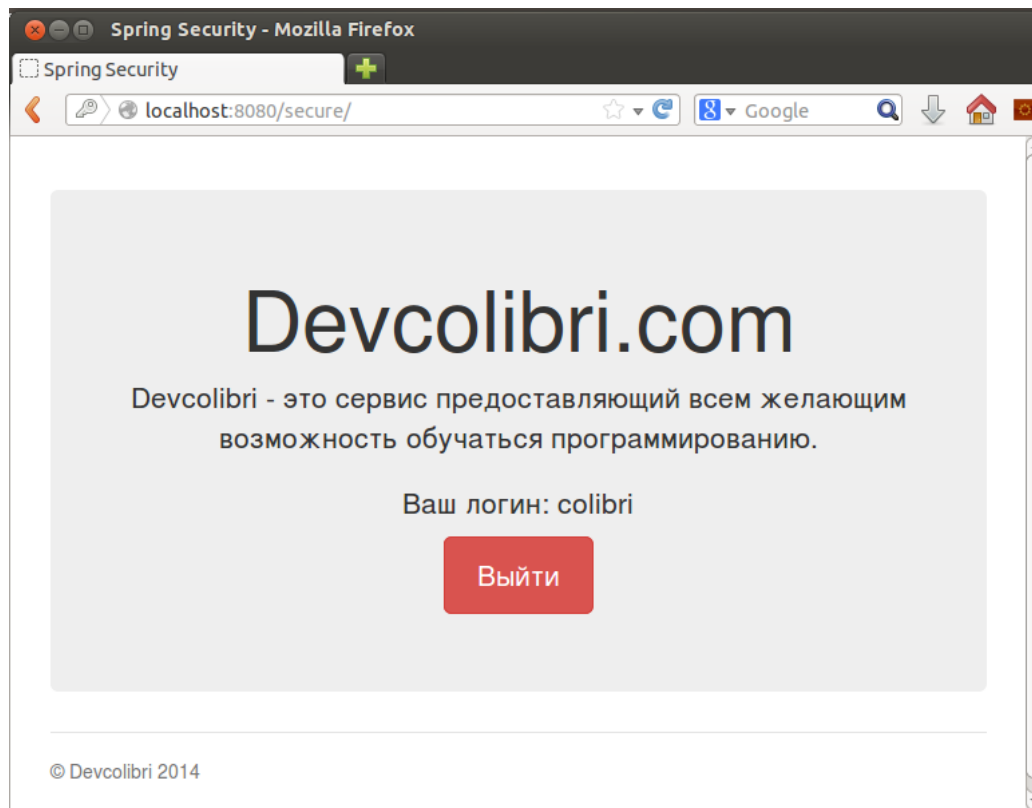 Spring Security - Mozilla Firefox
Spring Security
localhost:8080/secure/
Google
Devcolibri.com
Devcolibri - это сервис предоставляющий всем желающим
возможность обучаться программированию.
Ваш логин: colibri
Выйти
© Devcolibri 2014